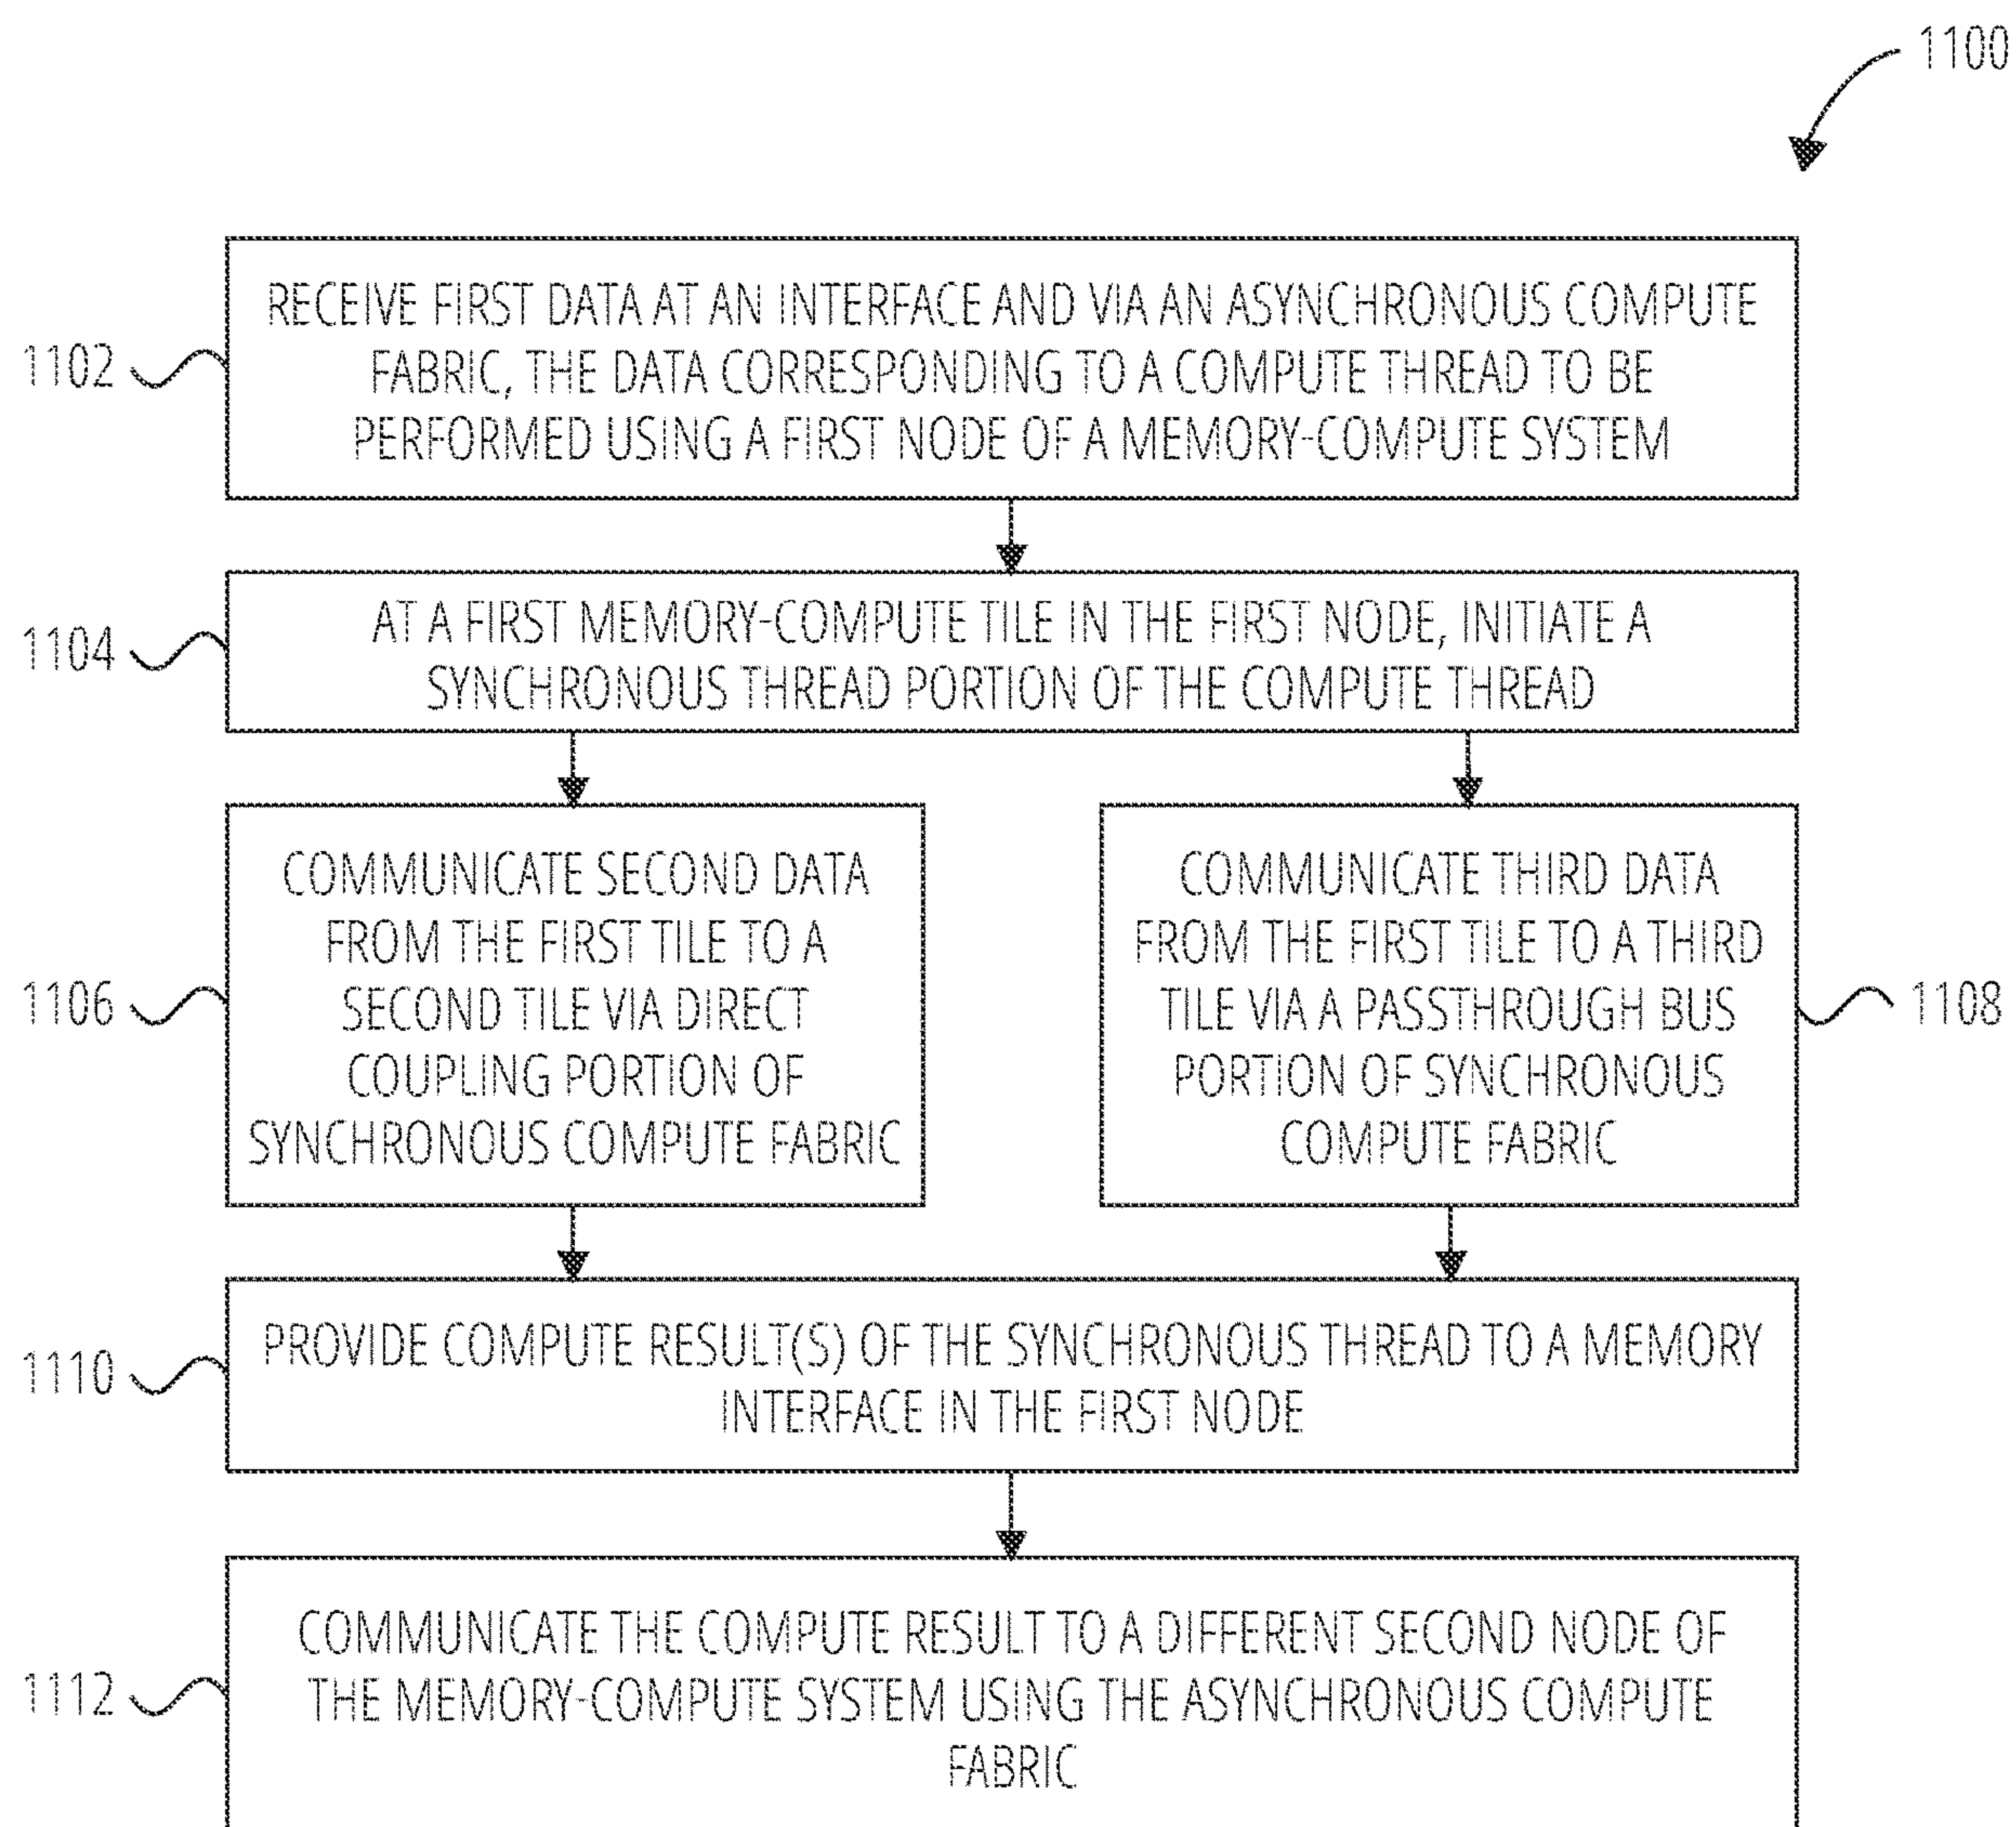 1100
1102
RECEIVE FIRST DATA AT AN INTERFACE AND VIA AN ASYNCHRONOUS COMPUTE
FABRIC, THE DATA CORRESPONDING TO A COMPUTE THREAD TO BE
PERFORMED USING A FIRST NODE OF A MEMORY-COMPUTE SYSTEM
1104
AT A FIRST MEMORY-COMPUTE TILE IN THE FIRST NODE, INITIATE A
SYNCHRONOUS THREAD PORTION OF THE COMPUTE THREAD
1106
COMMUNICATE SECOND DATA
FROM THE FIRST TILE TO A
SECOND TILE VIA DIRECT
COUPLING PORTION OF
SYNCHRONOUS COMPUTE FABRIC
COMMUNICATE THIRD DATA
FROM THE FIRST TILE TO A THIRD
TILE VIA A PASSTHROUGH BUS
PORTION OF SYNCHRONOUS
COMPUTE FABRIC
1108
1110
PROVIDE COMPUTE RESULT(S) OF THE SYNCHRONOUS THREAD TO A MEMORY
INTERFACE IN THE FIRST NODE
1112
COMMUNICATE THE COMPUTE RESULT TO A DIFFERENT SECOND NODE OF
THE MEMORY-COMPUTE SYSTEM USING THE ASYNCHRONOUS COMPUTE
FABRIC